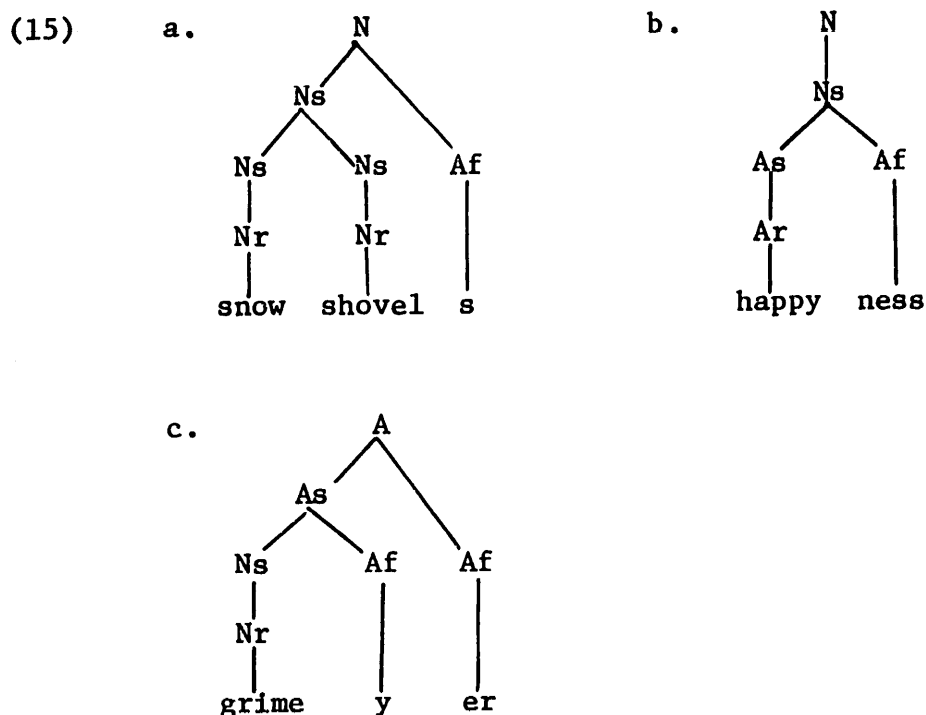 (15) a. N b. N
Ns Ns
Ns Ns Af As Af
Nr Nr Ar
snow shovel s happy ness
c. A
As
Ns Af Af
Nr
grime y er